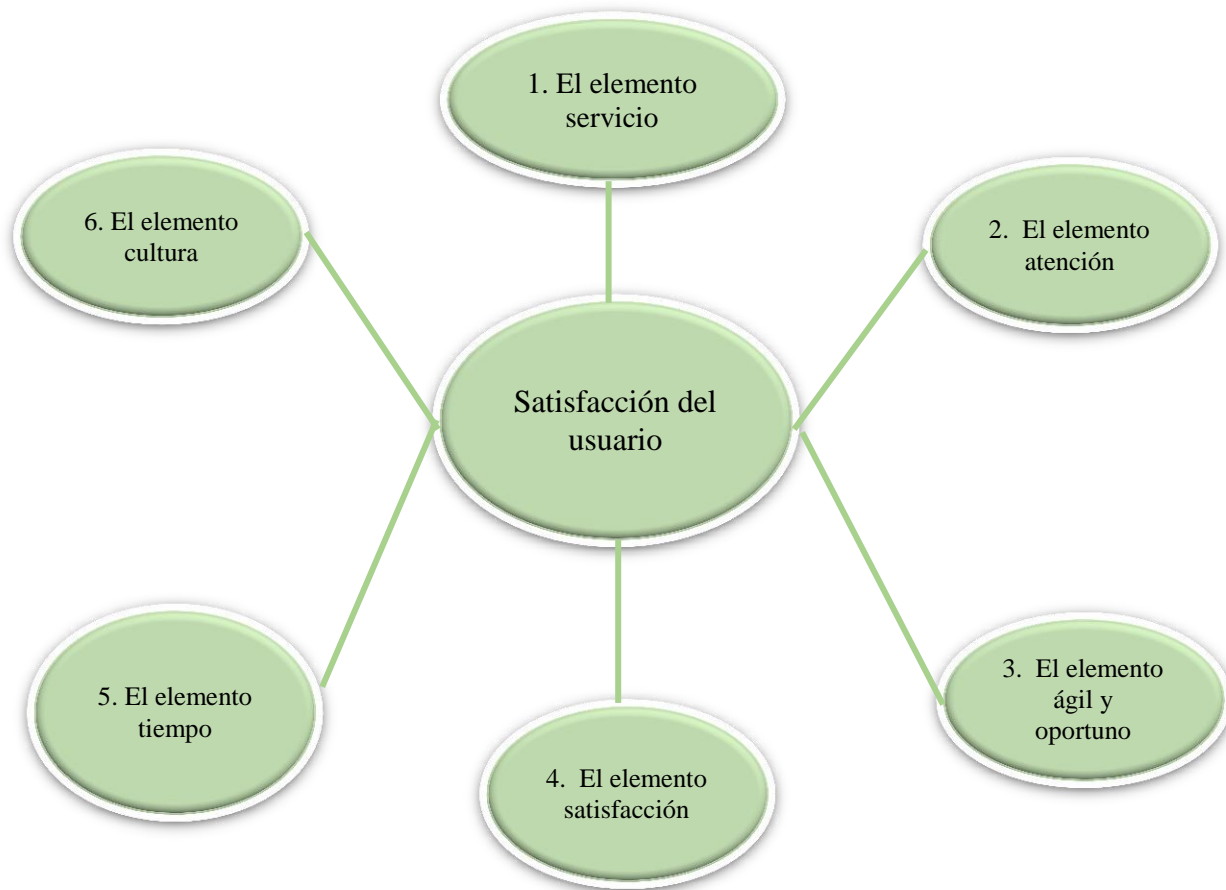 1. El elemento
servicio
2. El elemento
atención
3. El elemento
ágil y
oportuno
4. El elemento
satisfacción
5. El elemento
tiempo
6. El elemento
cultura
Satisfacción del
usuario